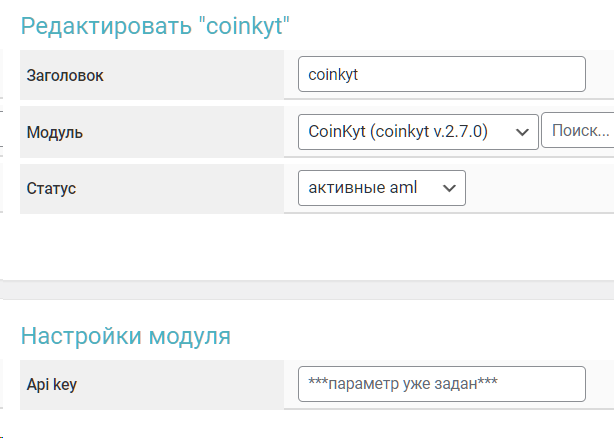 Редактировать "coinkyt"
Заголовок coinkyt
Модуль CoinKyt (coinkyt v.2.7.0) Поиск...
Статус активные aml
Настройки модуля
Api key ***параметр уже задан***